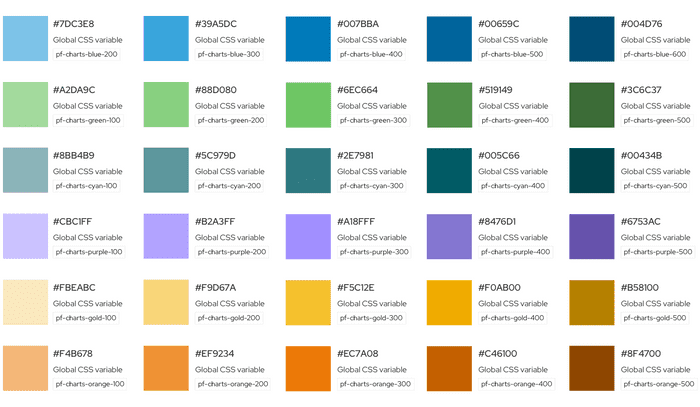 #7DC3E8
Global CSS variable
pf-charts-blue-200
#39A5DC
Global CSS variable
pf-charts-blue-300
#007BBA
Global CSS variable
pf-charts-blue-400
#00659C
Global CSS variable
pf-charts-blue-500
#004D76
Global CSS variable
pf-charts-blue-600
#A2DA9C
Global CSS variable
pf-charts-green-100
#88D080
Global CSS variable
pf-charts-green-200
#6EC664
Global CSS variable
pf-charts-green-300
#519149
Global CSS variable
pf-charts-green-400
#3C6C37
Global CSS variable
pf-charts-green-500
#8BB4B9
Global CSS variable
pf-charts-cyan-100
#5C979D
Global CSS variable
pf-charts-cyan-200
#2E7981
Global CSS variable
pf-charts-cyan-300
#005C66
Global CSS variable
pf-charts-cyan-400
#00434B
Global CSS variable
pf-charts-cyan-500
#CBC1FF
Global CSS variable
pf-charts-purple-100
#B2A3FF
Global CSS variable
pf-charts-purple-200
#A18FFF
Global CSS variable
pf-charts-purple-300
#8476D1
Global CSS variable
pf-charts-purple-400
#6753AC
Global CSS variable
pf-charts-purple-500
#FBEABC
Global CSS variable
pf-charts-gold-100
#F9D67A
Global CSS variable
pf-charts-gold-200
#F5C12E
Global CSS variable
pf-charts-gold-300
#F0AB00
Global CSS variable
pf-charts-gold-400
#B58100
Global CSS variable
pf-charts-gold-500
#F4B678
Global CSS variable
pf-charts-orange-100
#EF9234
Global CSS variable
pf-charts-orange-200
#EC7A08
Global CSS variable
pf-charts-orange-300
#C46100
Global CSS variable
pf-charts-orange-400
#8F4700
Global CSS variable
pf-charts-orange-500